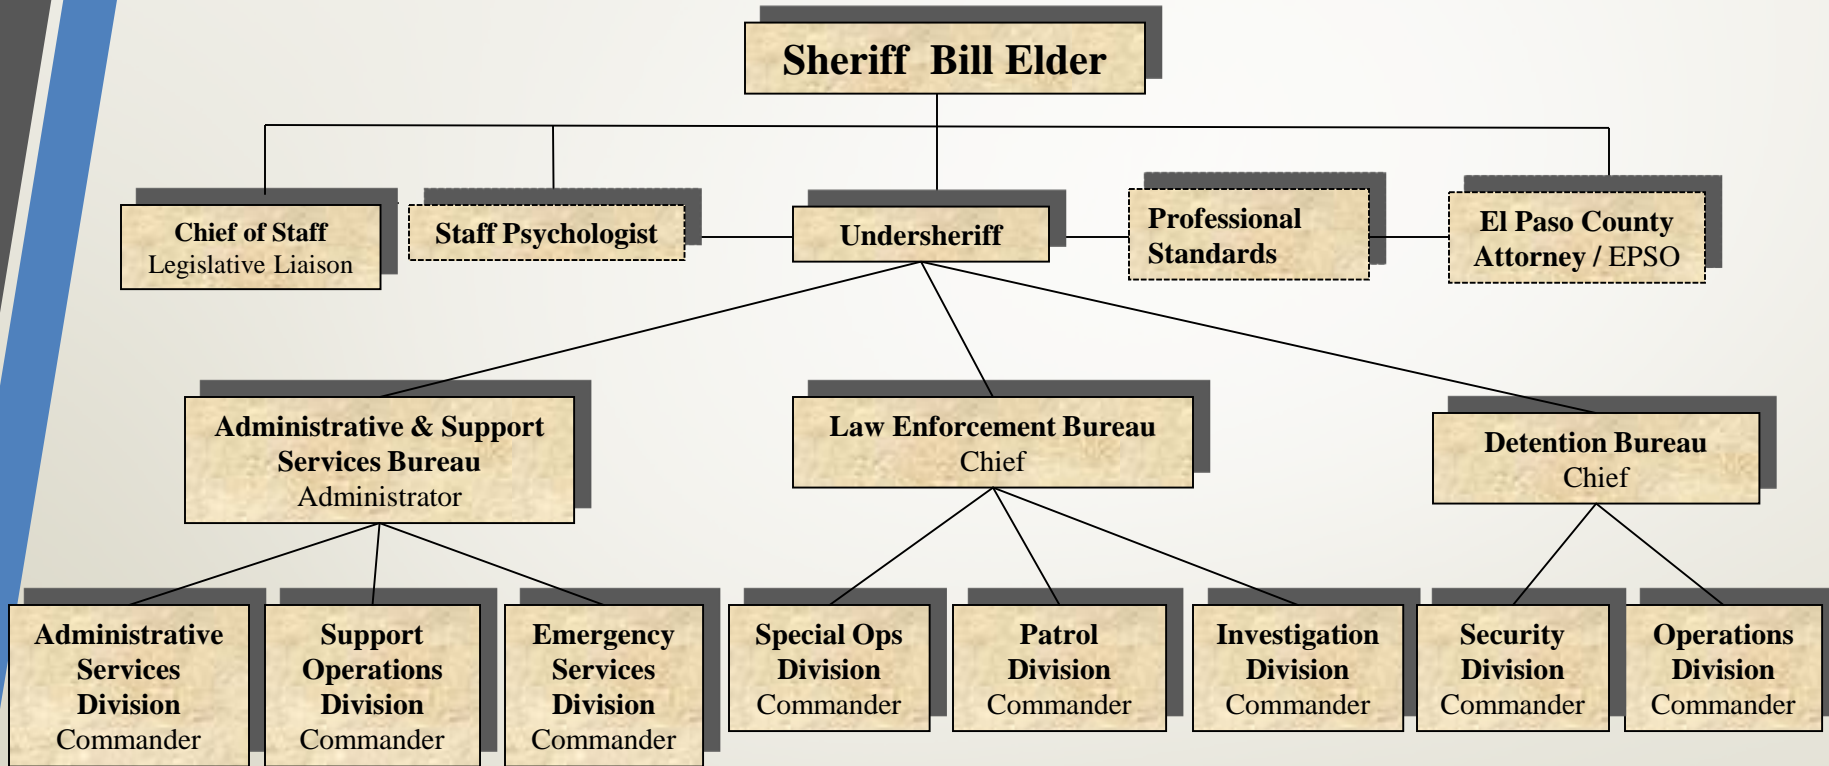 Sheriff  Bill Elder
Chief of Staff
Legislative Liaison
Staff Psychologist
Undersheriff
Professional
Standards
El Paso County
Attorney / EPSO
Administrative & Support
Services Bureau
Administrator
Law Enforcement Bureau
Chief
Detention Bureau
Chief
Administrative
Services
Division
Commander
Support
Operations
Division
Commander
Emergency
Services
Division
Commander
Special Ops
Division
Commander
Patrol
Division
Commander
Investigation
Division
Commander
Security
Division
Commander
Operations
Division
Commander